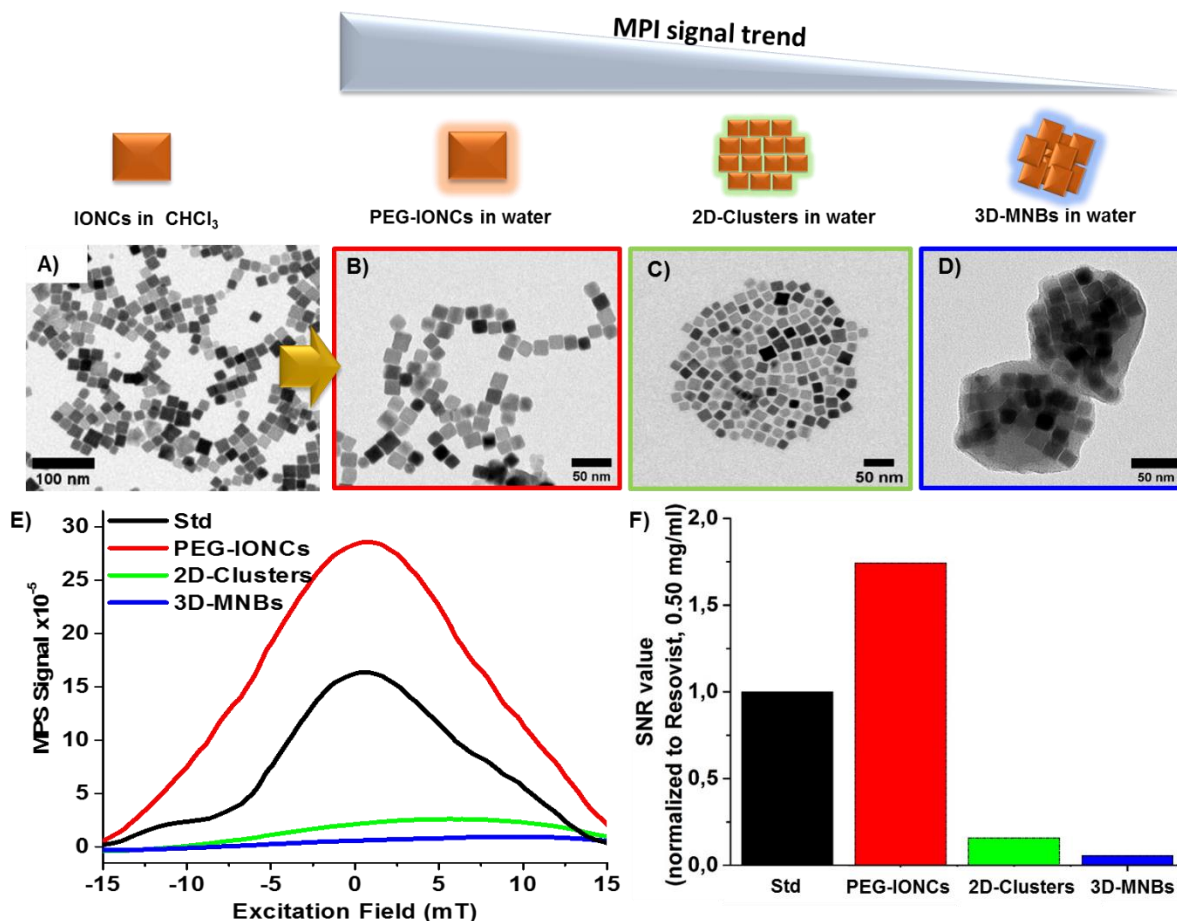 MPI signal trend
IONCs in CHCl₃
PEG-IONCs in water
2D-Clusters in water
3D-MNBs in water
A)
100 nm
B)
50 nm
C)
50 nm
D)
50 nm
E)
Std
PEG-IONCs
2D-Clusters
3D-MNBs
MPS Signal x10⁻⁵
30
25
20
15
10
5
0
-15 -10 -5 0 5 10 15
Excitation Field (mT)
F)
SNR value
(normalized to Resovist, 0.50 mg/ml)
2,0
1,5
1,0
0,5
0,0
Std PEG-IONCs 2D-Clusters 3D-MNBs